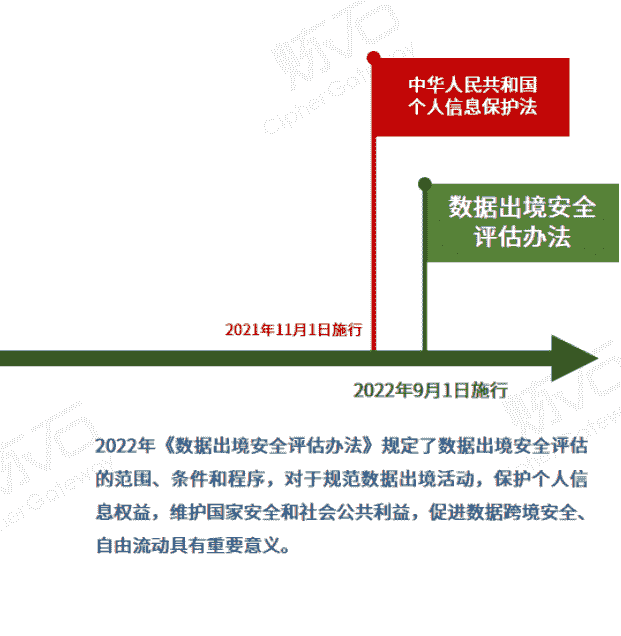 砺石
Cipher Gateway
中华人民共和国
个人信息保护法
数据出境安全
评估办法
2021年11月1日施行
2022年9月1日施行
2022年《数据出境安全评估办法》规定了数据出境安全评估
的范围、条件和程序，对于规范数据出境活动，保护个人信
息权益，维护国家安全和社会公共利益，促进数据跨境安全、
自由流动具有重要意义。